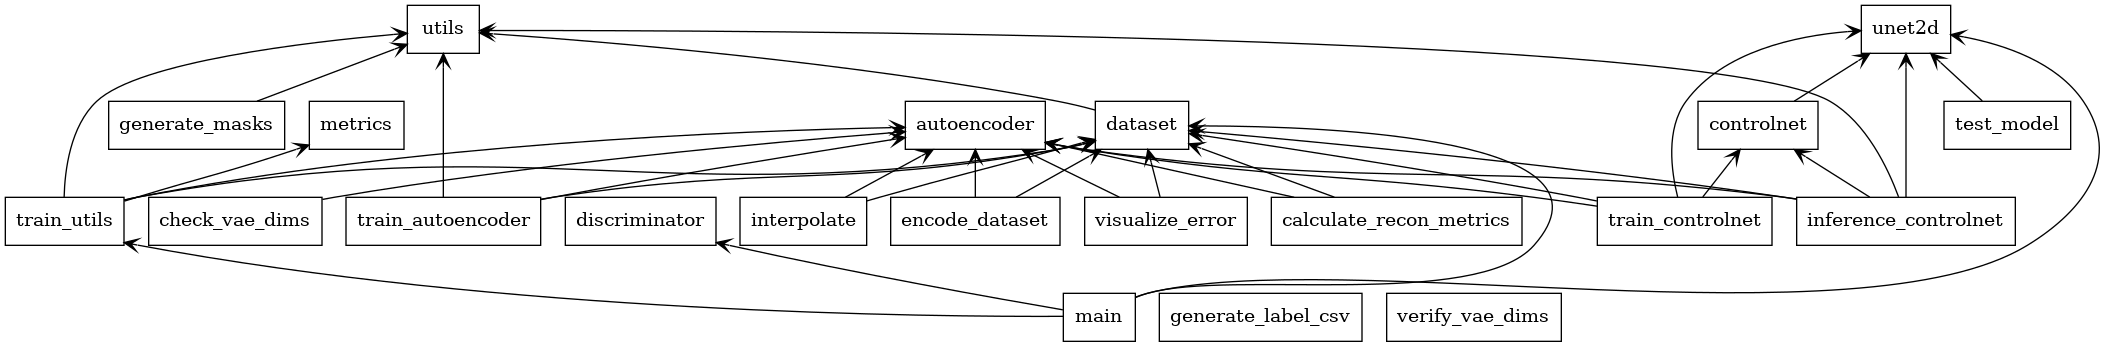 utils
unet2d
generate_masks
metrics
autoencoder
dataset
controlnet
test_model
train_utils
check_vae_dims
train_autoencoder
discriminator
interpolate
encode_dataset
visualize_error
calculate_recon_metrics
train_controlnet
inference_controlnet
main
generate_label_csv
verify_vae_dims